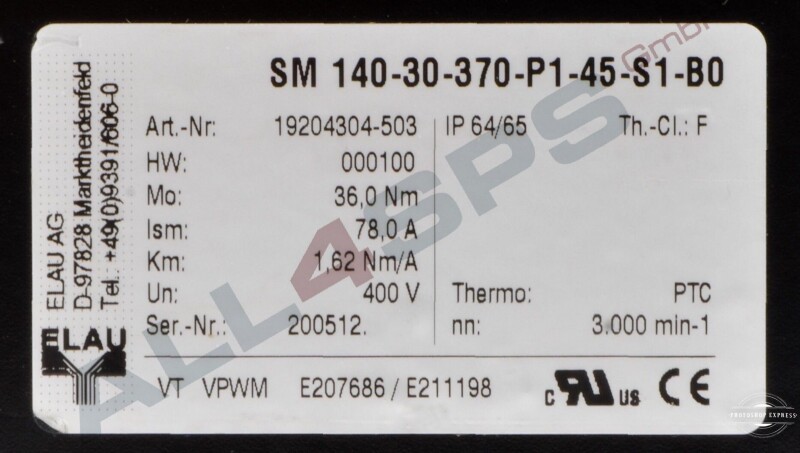 SM 140-30-370-P1-45-S1-B0
Art.-Nr: 19204304-503 IP 64/65 Th.-Cl.: F
HW: 000100
Mo: 36,0 Nm
Ism: 78,0 A
Km: 1,62 Nm/A
Un: 400 V Thermo: PTC
Ser.-Nr.: 200512. nn: 3.000 min-1
VT VPWM E207686 / E211198 c RU us CE
ELAU AG
D-97828 Marktheidenfeld
Tel.: +49(0)9391/606-0
ELAU
ALL4SPS GmbH
PHOTOSHOP EXPRESS